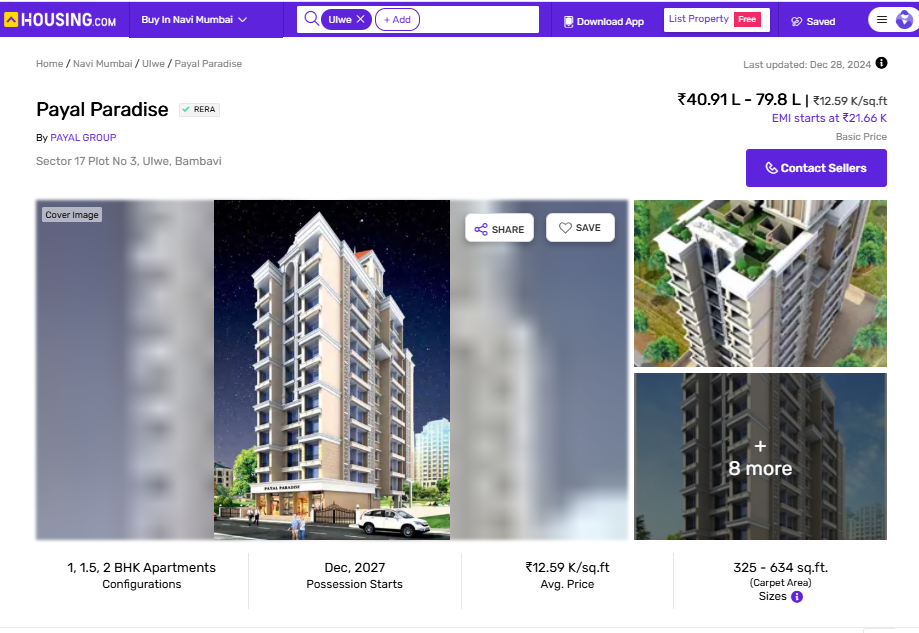 HOUSING.COM
Buy In Navi Mumbai
Ulwe
+ Add
Download App
List Property Free
Saved
Home / Navi Mumbai / Ulwe / Payal Paradise
Last updated: Dec 28, 2024
Payal Paradise
RERA
₹40.91 L - 79.8 L | ₹12.59 K/sq.ft
EMI starts at ₹21.66 K
By PAYAL GROUP
Basic Price
Sector 17 Plot No 3, Ulwe, Bambavi
Contact Sellers
Cover Image
SHARE
SAVE
+
8 more
PAYAL PARADISE
1, 1.5, 2 BHK Apartments
Configurations
Dec, 2027
Possession Starts
₹12.59 K/sq.ft
Avg. Price
325 - 634 sq.ft.
(Carpet Area)
Sizes